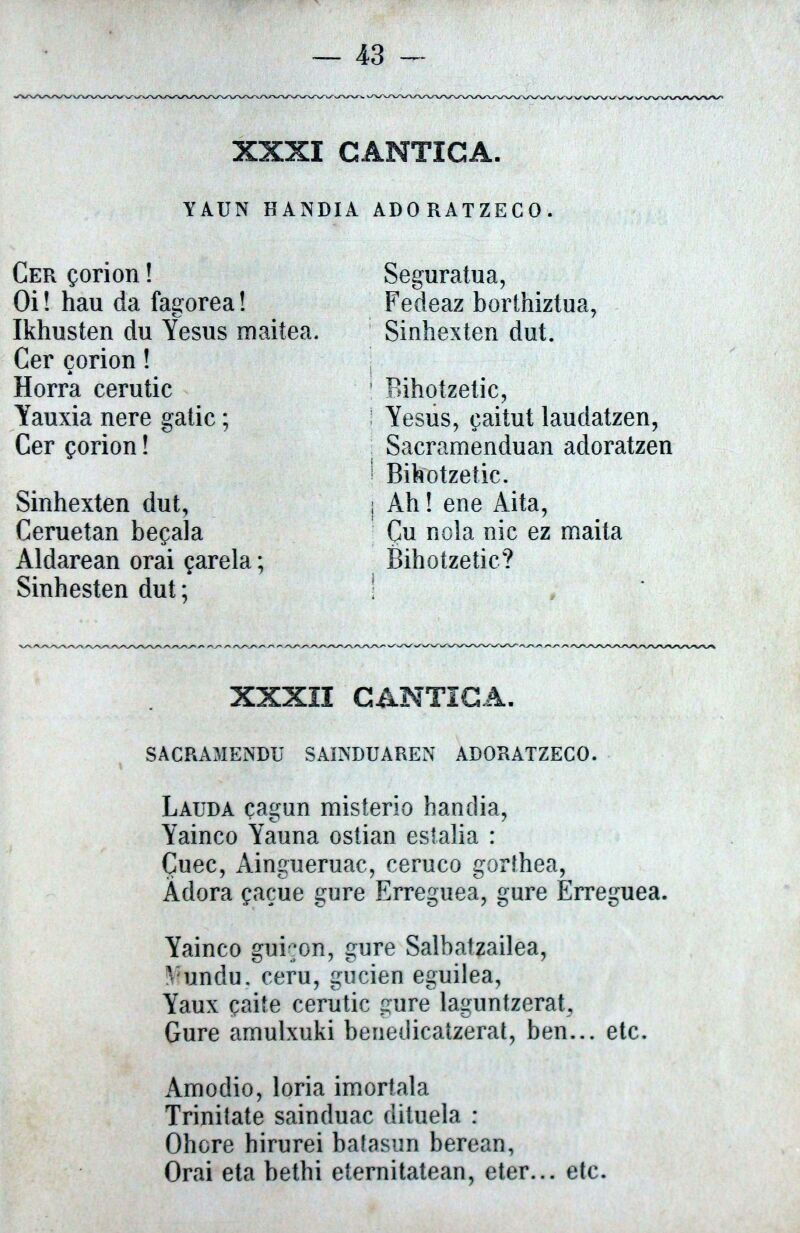 — 43 —
XXXI CANTICA.
YAUN HANDIA ADORATZECO.
CER çorion !
Oi! hau da fagorea!
Ikhusten du Yesus maitea.
Cer çorion !
Horra cerutic
Yauxia nere gatic ;
Cer çorion!
Sinhexten dut,
Ceruetan beçala
Aldarean orai çarela;
Sinhesten dut;
Seguratua,
Fedeaz borthiztua,
Sinhexten dut.
Bihotzetic,
Yesus, çaitut laudatzen,
Sacramenduan adoratzen
Bihotzetic.
Ah! ene Aita,
Çu nola nic ez maita
Bihotzetic?
XXXII CANTICA.
SACRAMENDU SAINDUAREN ADORATZECO.
LAUDA çagun misterio handia,
Yainco Yauna ostian estalia :
Çuec, Aingueruac, ceruco gorthea,
Adora çaçue gure Erreguea, gure Erreguea.
Yainco guiçon, gure Salbatzailea,
Mundu. ceru, gucien eguilea,
Yaux çaite cerutic gure laguntzerat,
Gure amulxuki benedicatzerat, ben... etc.
Amodio, loria imortala
Trinitate sainduac dituela :
Ohore hirurei batasun berean,
Orai eta bethi eternitatean, eter... etc.